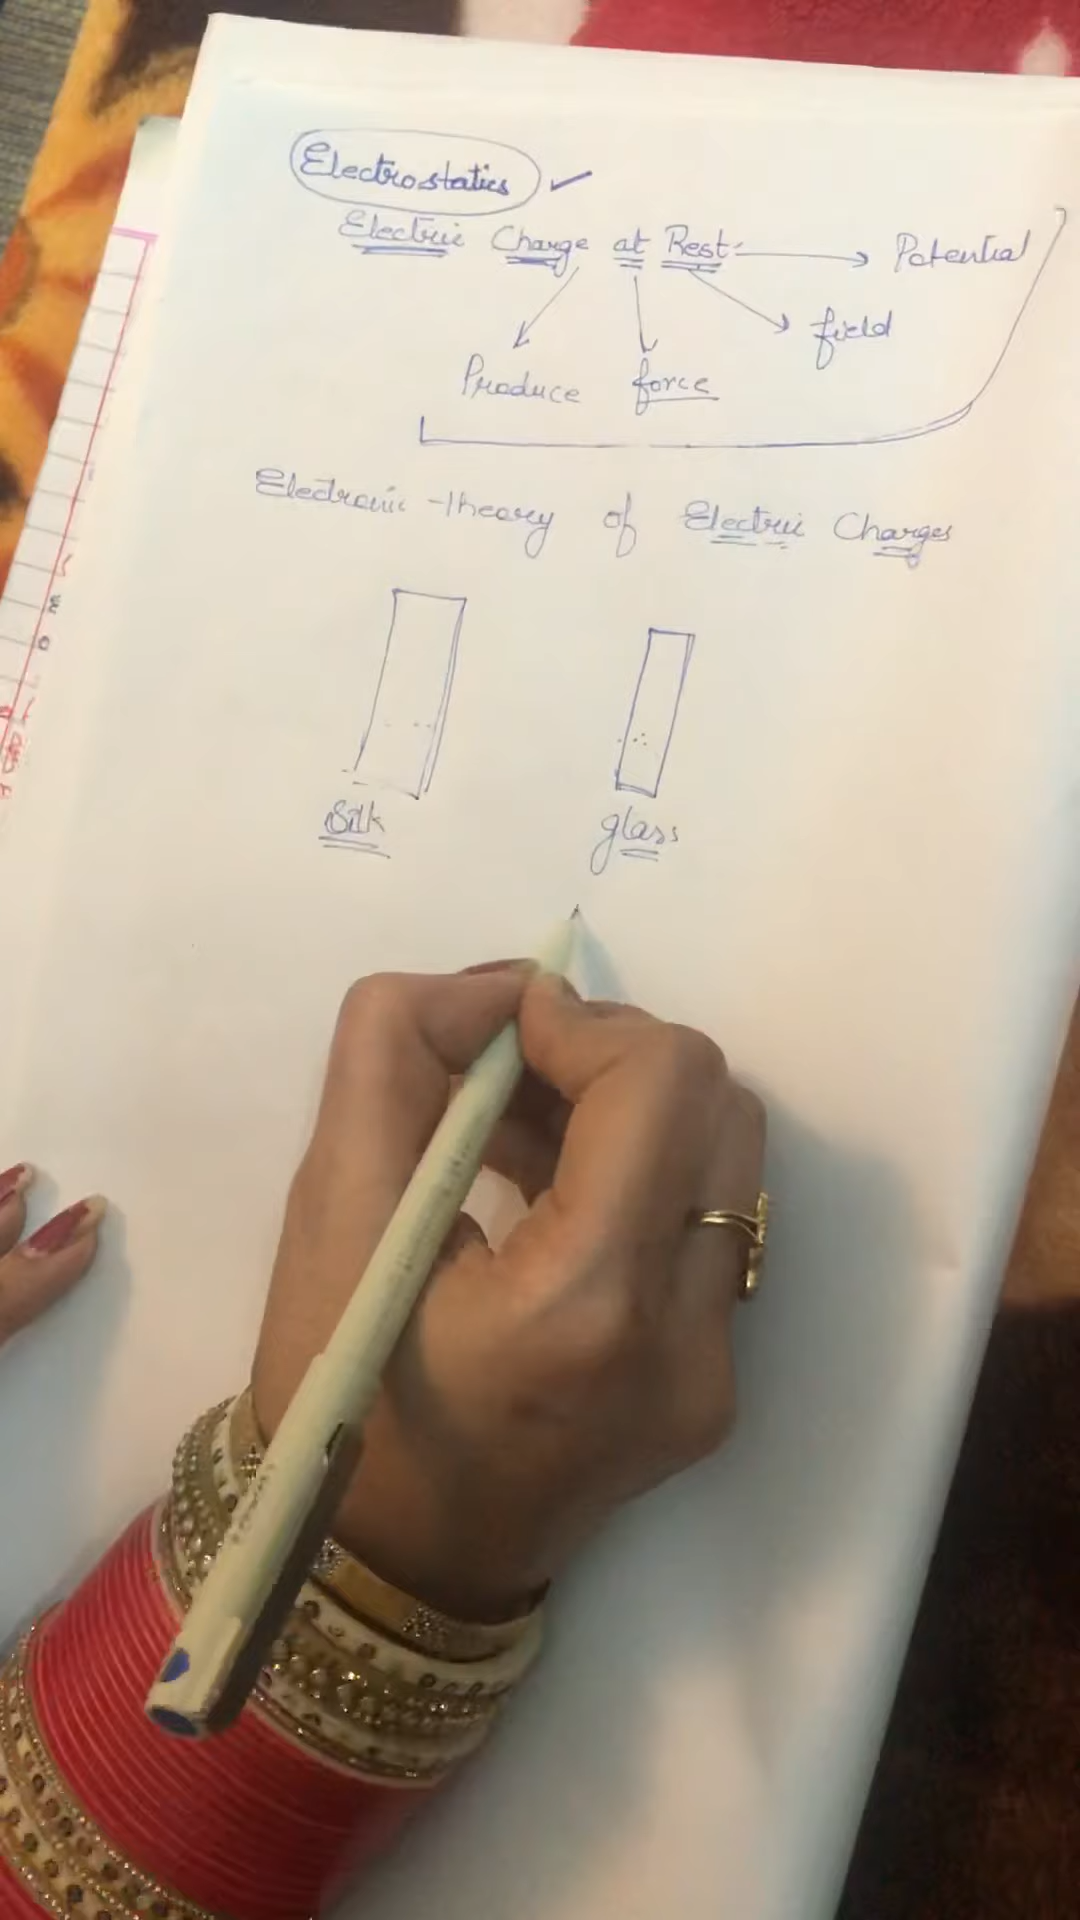 Electrostatics
Electric Charge at Rest
Potential
field
Produce force
Electronic theory of Electric Charges
Silk
glass